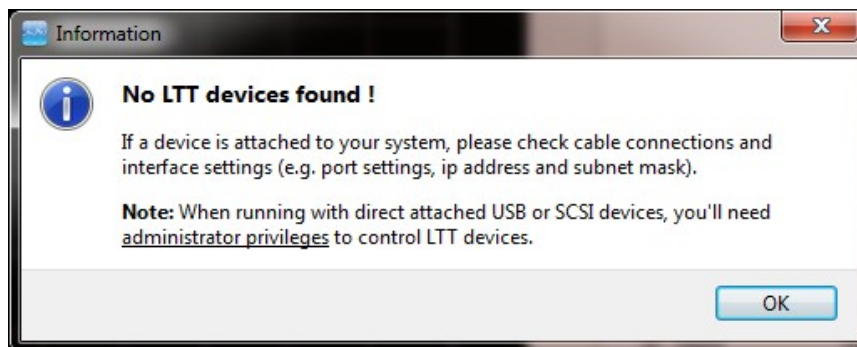 Information
No LTT devices found !
If a device is attached to your system, please check cable connections and
interface settings (e.g. port settings, ip address and subnet mask).
Note: When running with direct attached USB or SCSI devices, you'll need
administrator privileges to control LTT devices.
OK